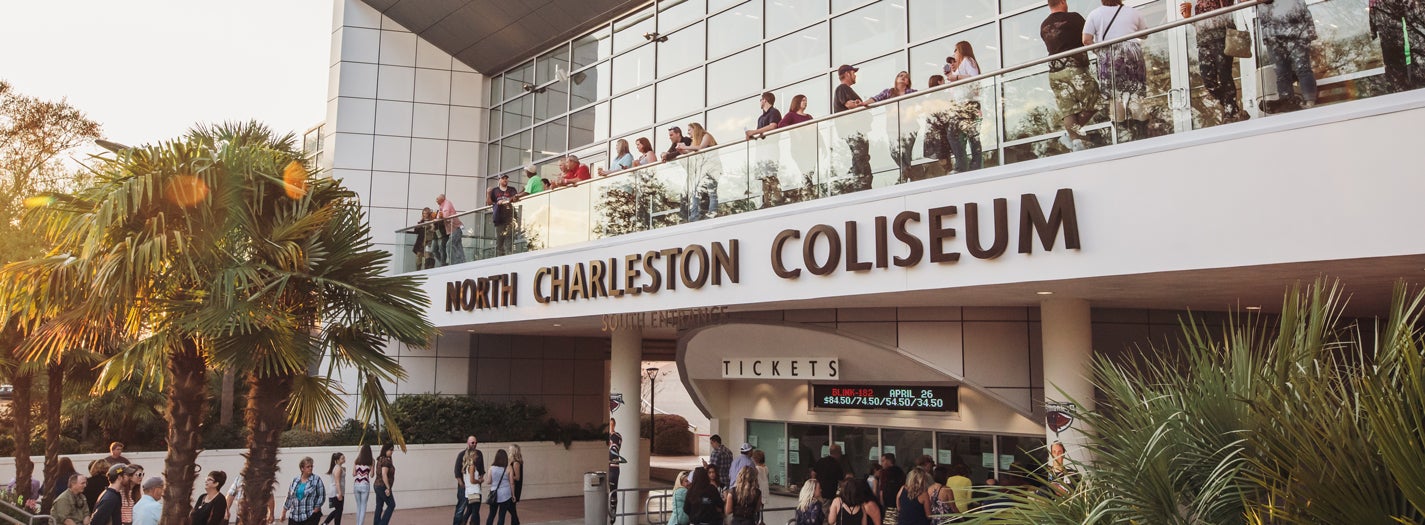 NORTH CHARLESTON COLISEUM
SOUTH ENTRANCE
TICKETS
BLINK-182 APRIL 26
$84.50/74.50/54.50/34.50